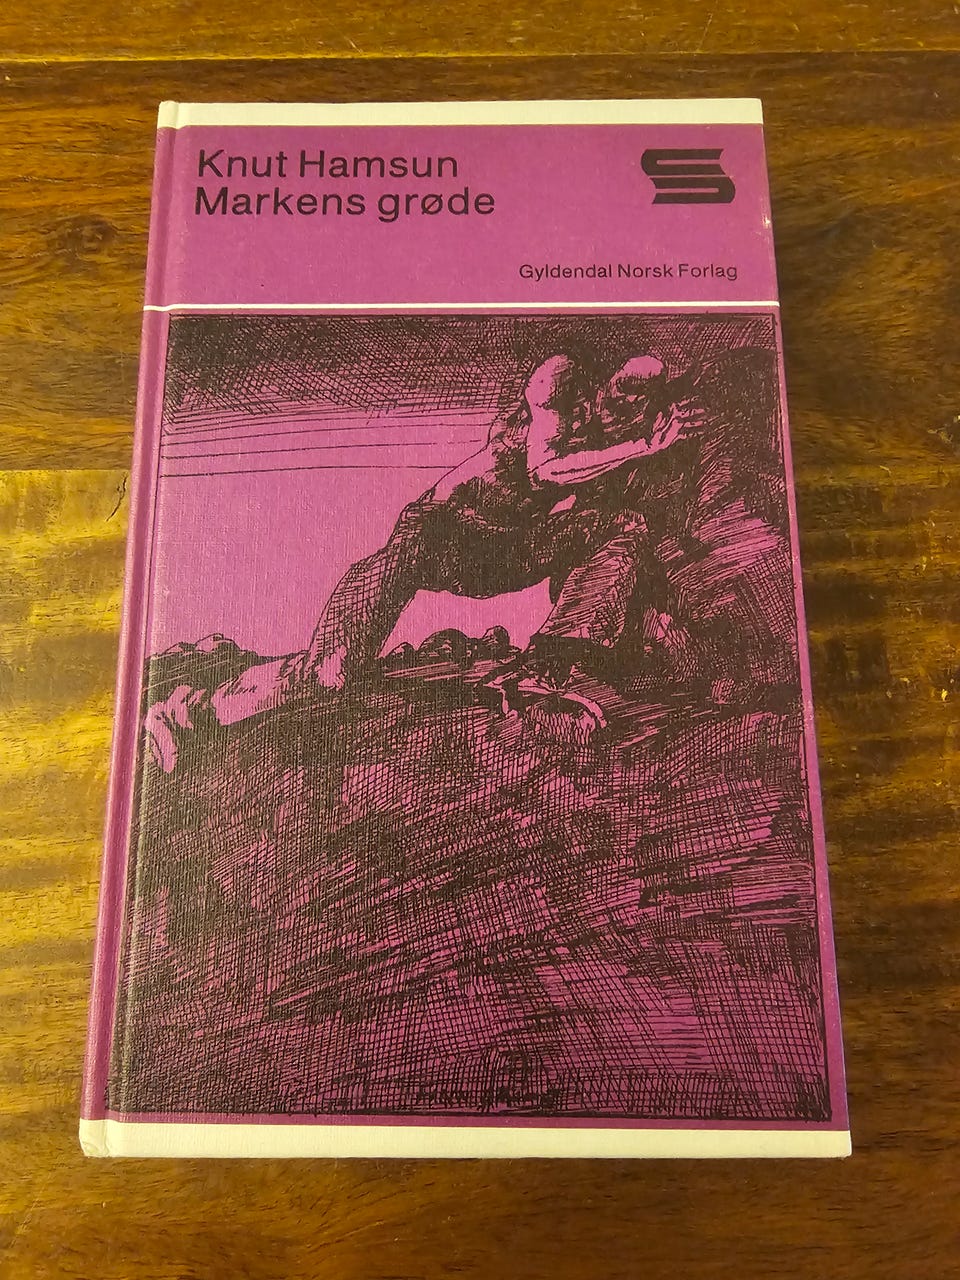 Knut Hamsun
Markens grøde
Gyldendal Norsk Forlag